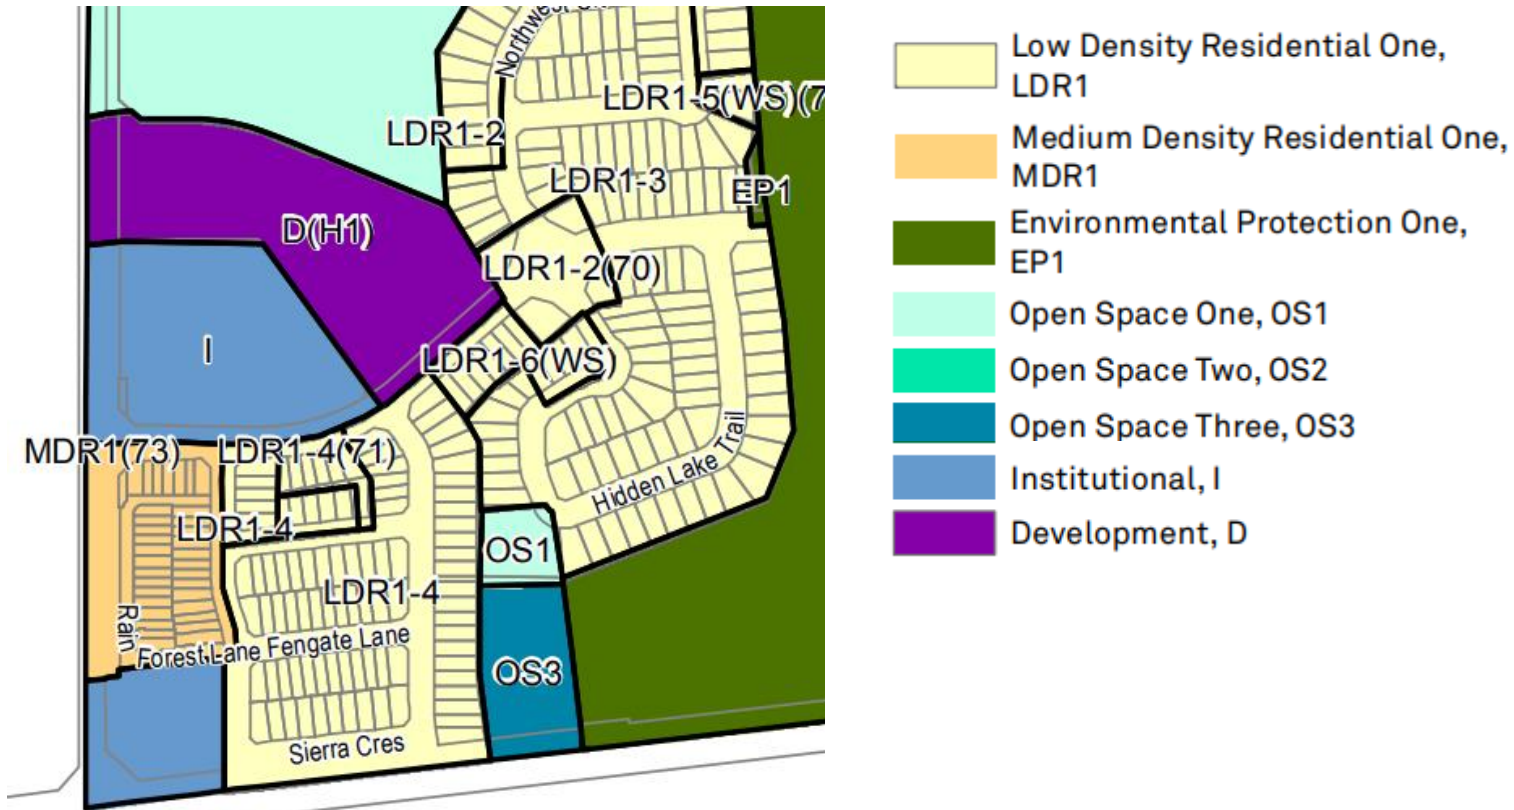 Northwest
LDR1-5(WS)(7
LDR1-2
LDR1-3
EP1
D(H1)
LDR1-2(70)
I
LDR1-6(WS)
MDR1(73)
LDR1-4(71)
Hidden Lake Trail
LDR1-4
OS1
LDR1-4
Rain
Forest Lane
Fengate Lane
OS3
Sierra Cres
Low Density Residential One,
LDR1
Medium Density Residential One,
MDR1
Environmental Protection One,
EP1
Open Space One, OS1
Open Space Two, OS2
Open Space Three, OS3
Institutional, I
Development, D